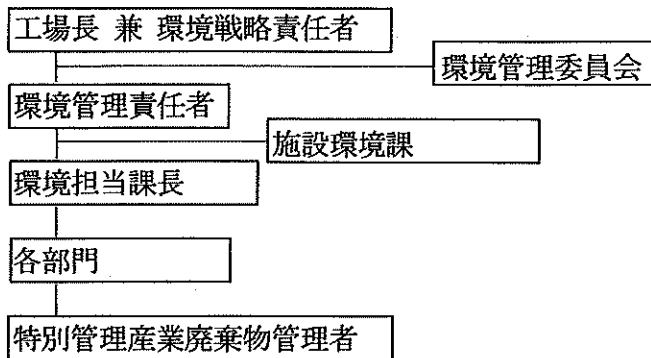 工場長 兼 環境戦略責任者
環境管理委員会
環境管理責任者
施設環境課
環境担当課長
各部門
特別管理産業廃棄物管理者